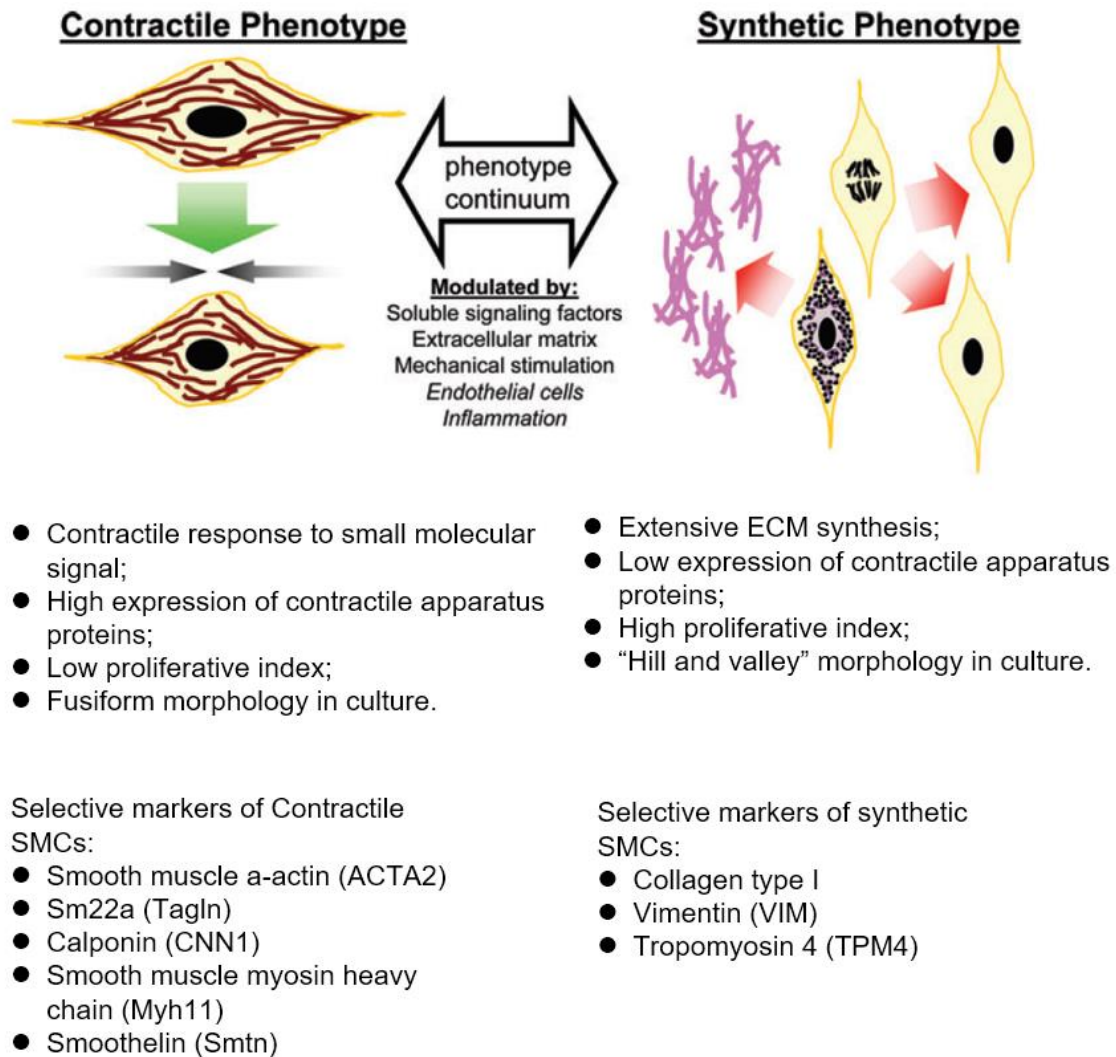 Contractile Phenotype
Synthetic Phenotype
phenotype
continuum
Modulated by:
Soluble signaling factors
Extracellular matrix
Mechanical stimulation
Endothelial cells
Inflammation
● Contractile response to small molecular
signal;
● High expression of contractile apparatus
proteins;
● Low proliferative index;
● Fusiform morphology in culture.
● Extensive ECM synthesis;
● Low expression of contractile apparatus
proteins;
● High proliferative index;
● “Hill and valley” morphology in culture.
Selective markers of Contractile
SMCs:
● Smooth muscle a-actin (ACTA2)
● Sm22a (Tagln)
● Calponin (CNN1)
● Smooth muscle myosin heavy
chain (Myh11)
● Smoothelin (Smtn)
Selective markers of synthetic
SMCs:
● Collagen type I
● Vimentin (VIM)
● Tropomyosin 4 (TPM4)